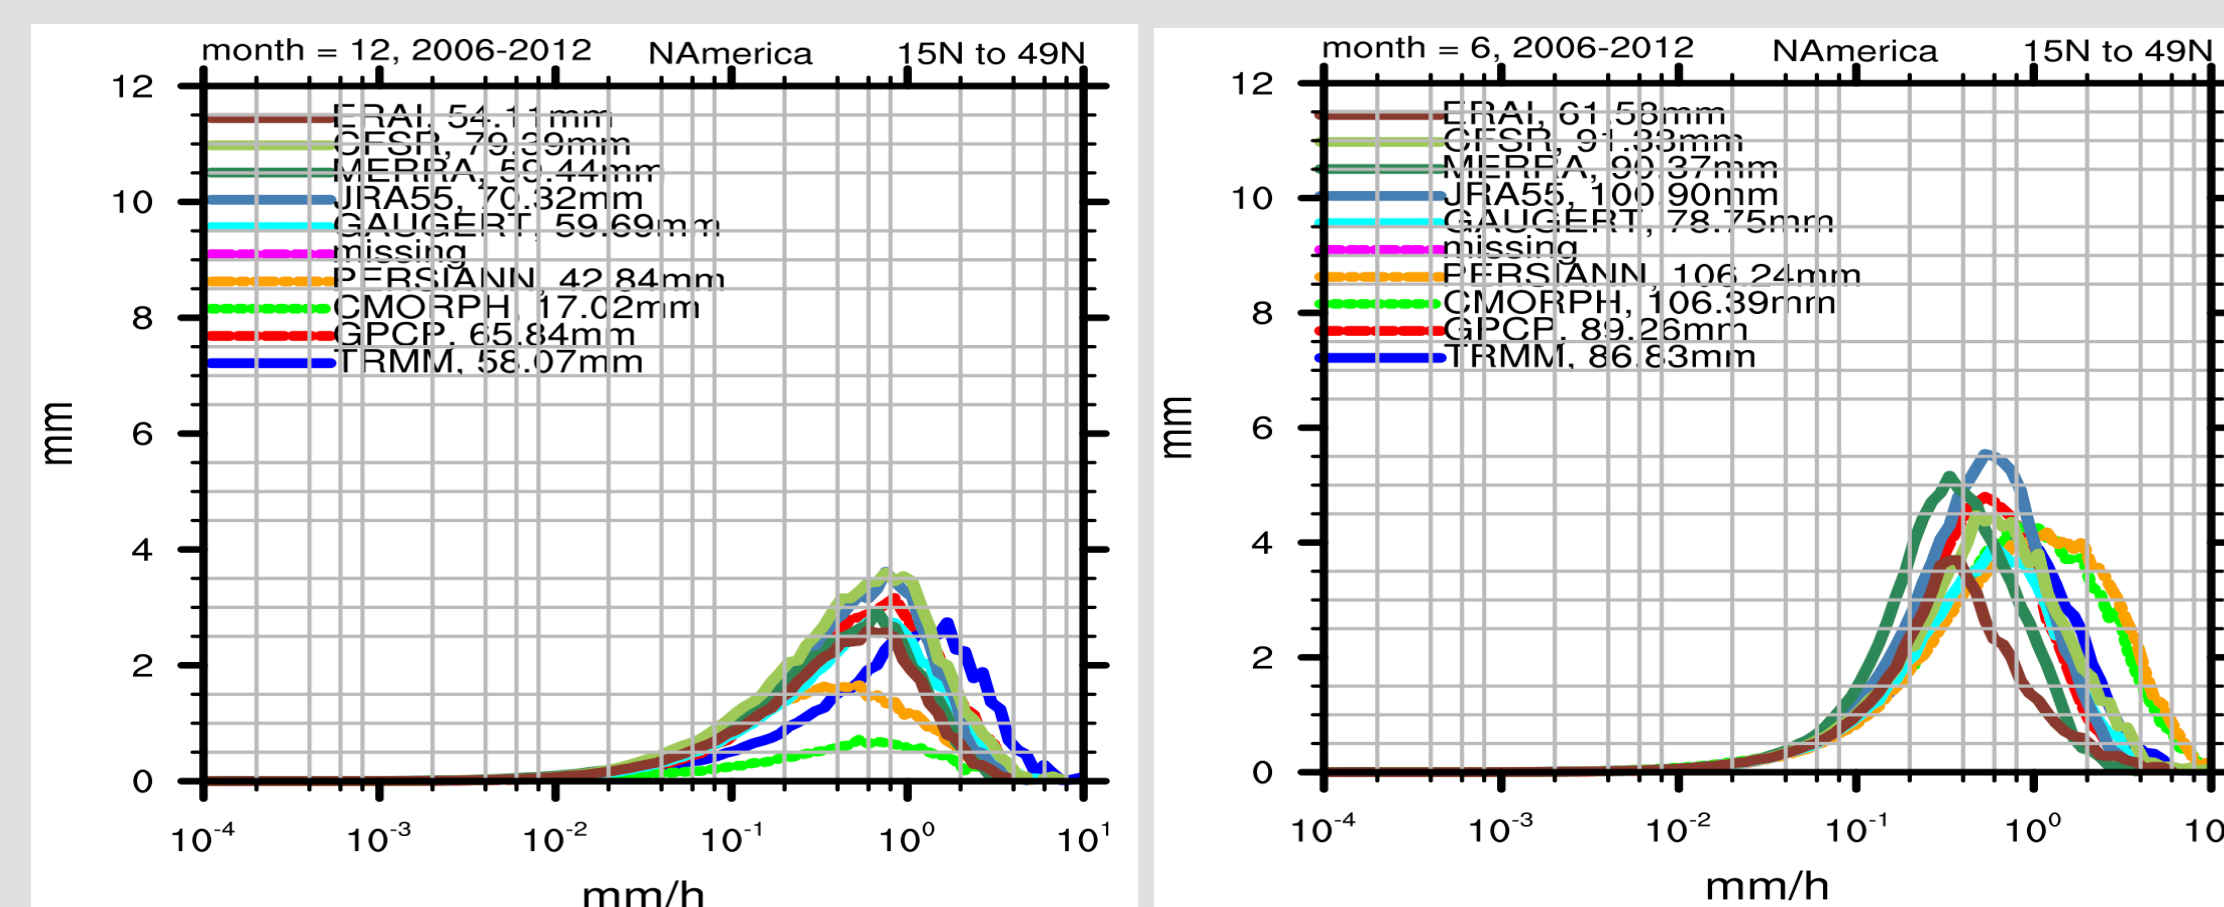 month = 12, 2006-2012 NAmerica 15N to 49N
12
10
8
6
4
2
0
mm
ERAI, 54.11mm
CFSR, 79.39mm
MERRA, 59.44mm
JRA55, 70.32mm
GAUGERT, 59.69mm
missing
PERSIANN, 42.84mm
CMORPH, 17.02mm
GPCP, 65.84mm
TRMM, 58.07mm
10⁻⁴ 10⁻³ 10⁻² 10⁻¹ 10⁰ 10¹
mm/h
month = 6, 2006-2012 NAmerica 15N to 49N
12
10
8
6
4
2
0
mm
ERAI, 61.58mm
CFSR, 91.33mm
MERRA, 90.37mm
JRA55, 100.90mm
GAUGERT, 78.75mm
missing
PERSIANN, 106.24mm
CMORPH, 106.39mm
GPCP, 89.26mm
TRMM, 86.83mm
10⁻⁴ 10⁻³ 10⁻² 10⁻¹ 10⁰ 10
mm/h